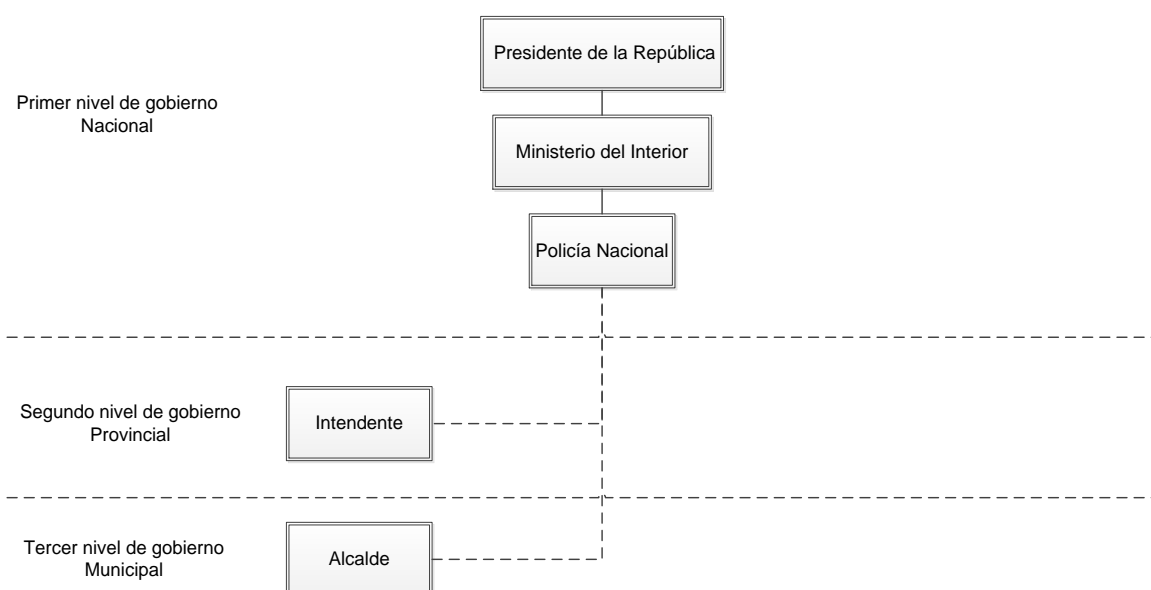 Presidente de la República
Primer nivel de gobierno
Nacional
Ministerio del Interior
Policía Nacional
Segundo nivel de gobierno
Provincial
Intendente
Tercer nivel de gobierno
Municipal
Alcalde